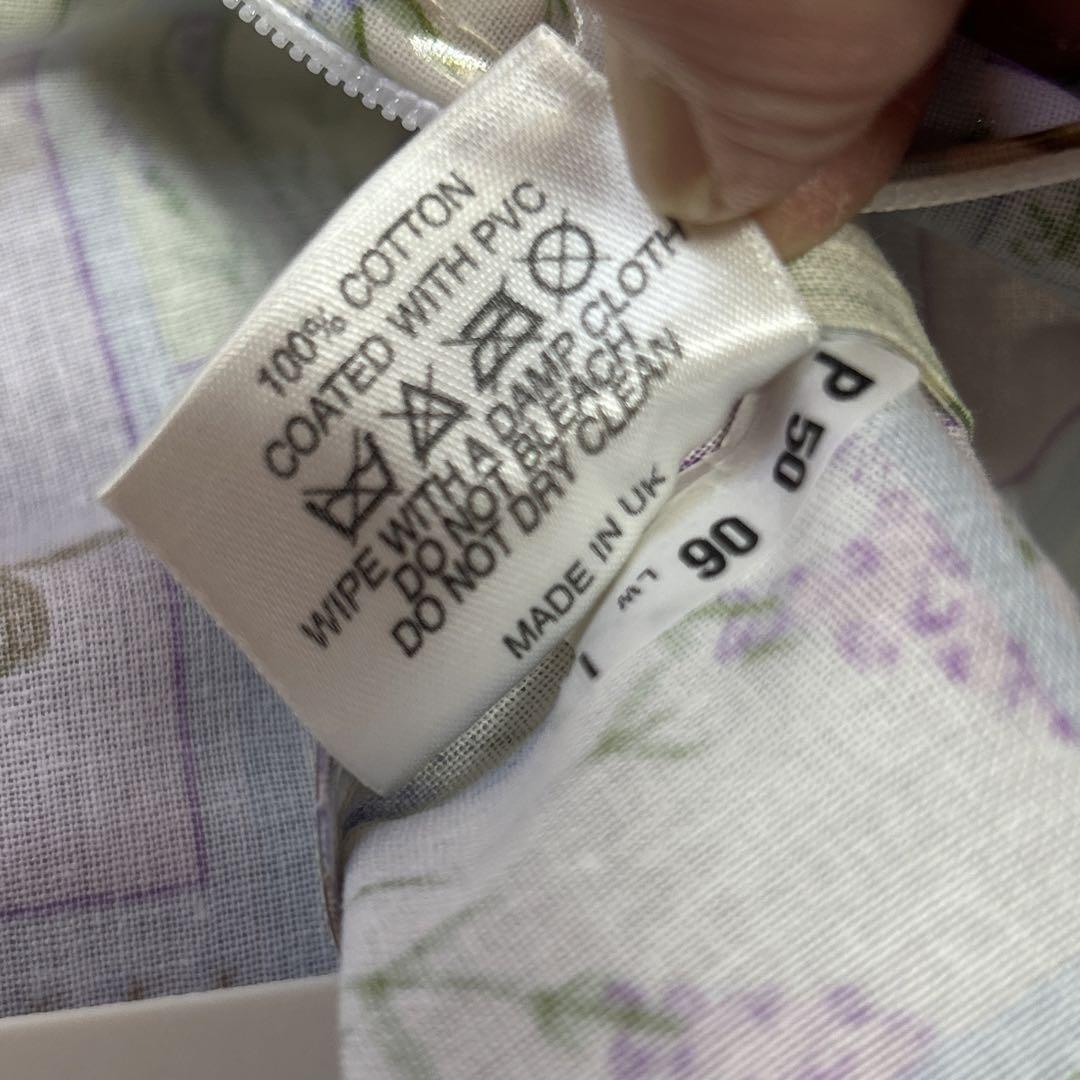 100% COTTON
COATED WITH PVC
WIPE WITH A DAMP CLOTH
DO NOT BLEACH
DO NOT DRY CLEAN
MADE IN UK
P 50
90